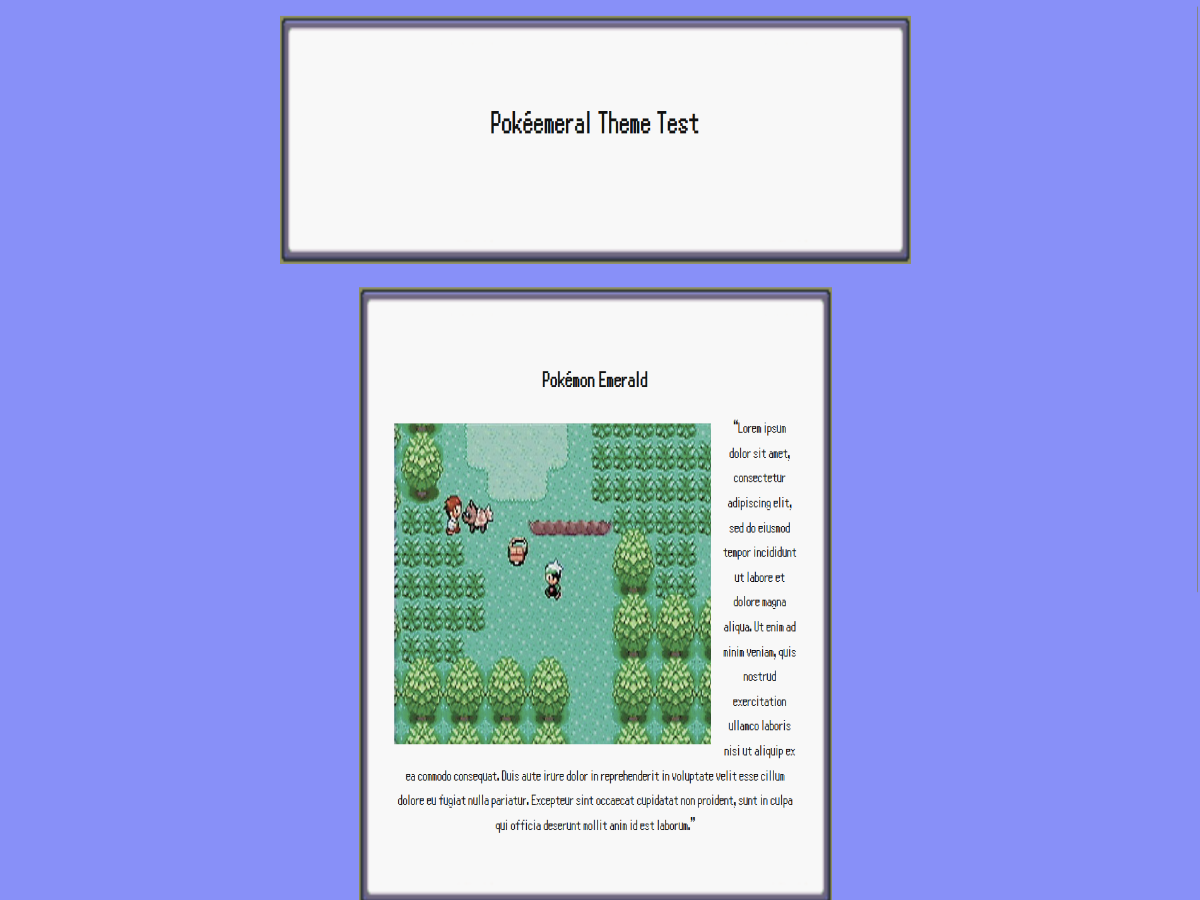 Pokéemeral Theme Test
Pokémon Emerald
“Lorem ipsum
dolor sit amet,
consectetur
adipiscing elit,
sed do eiusmod
tempor incididunt
ut labore et
dolore magna
aliqua. Ut enim ad
minim veniam, quis
nostrud
exercitation
ullamco laboris
nisi ut aliquip ex
ea commodo consequat. Duis aute irure dolor in reprehenderit in voluptate velit esse cillum
dolore eu fugiat nulla pariatur. Excepteur sint occaecat cupidatat non proident, sunt in culpa
qui officia deserunt mollit anim id est laborum.”